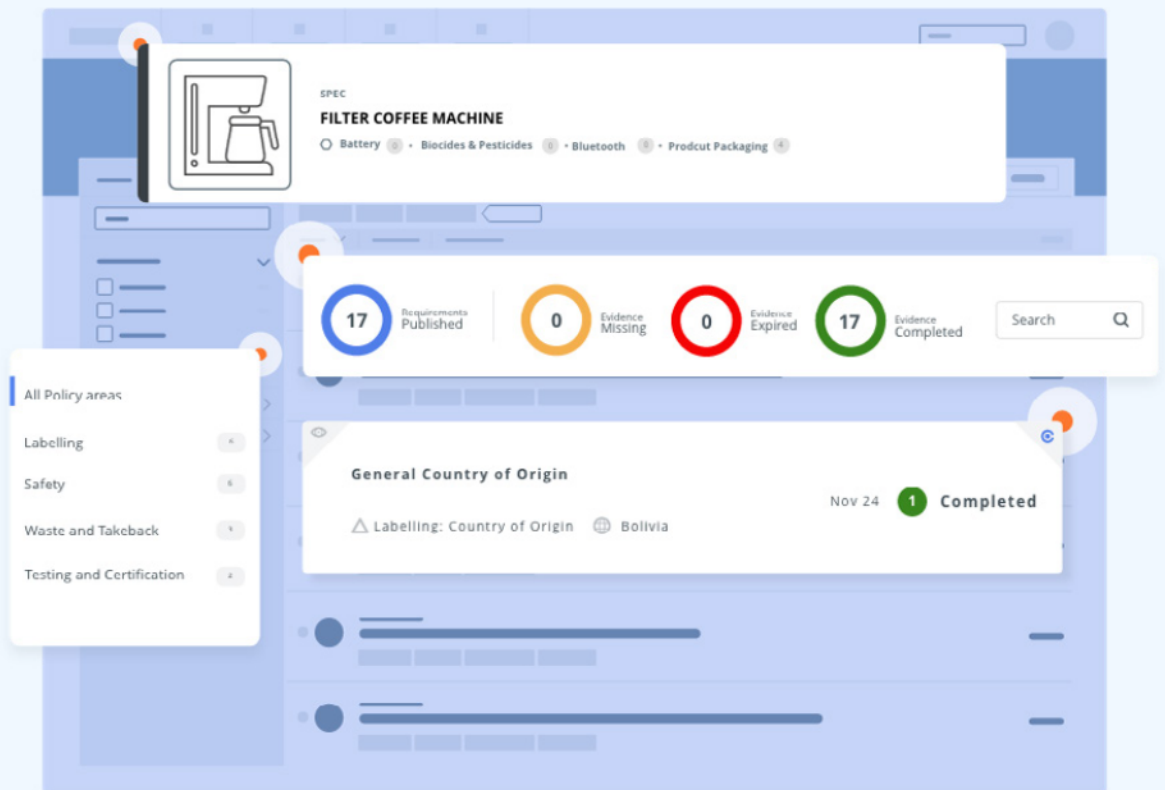 SPEC
FILTER COFFEE MACHINE
Battery 0 • Biocides & Pesticides 0 • Bluetooth 0 • Prodcut Packaging 4
17 Requirements Published
0 Evidence Missing
0 Evidence Expired
17 Evidence Completed
Search
All Policy areas
Labelling
Safety 6
Waste and Takeback
Testing and Certification
General Country of Origin
Nov 24 1 Completed
Labelling: Country of Origin Bolivia